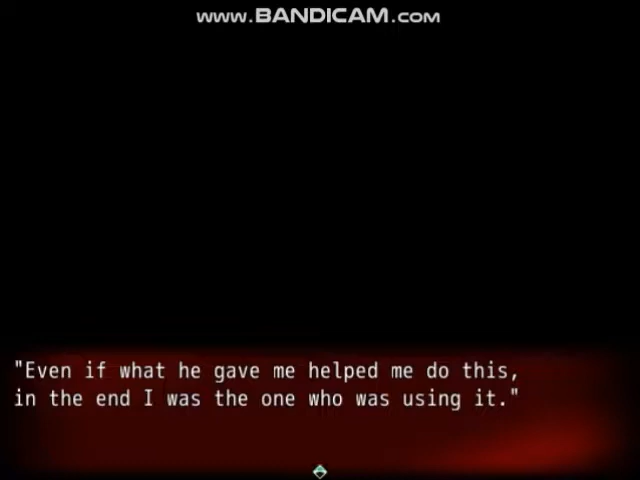 www.BANDICAM.com
"Even if what he gave me helped me do this,
in the end I was the one who was using it."